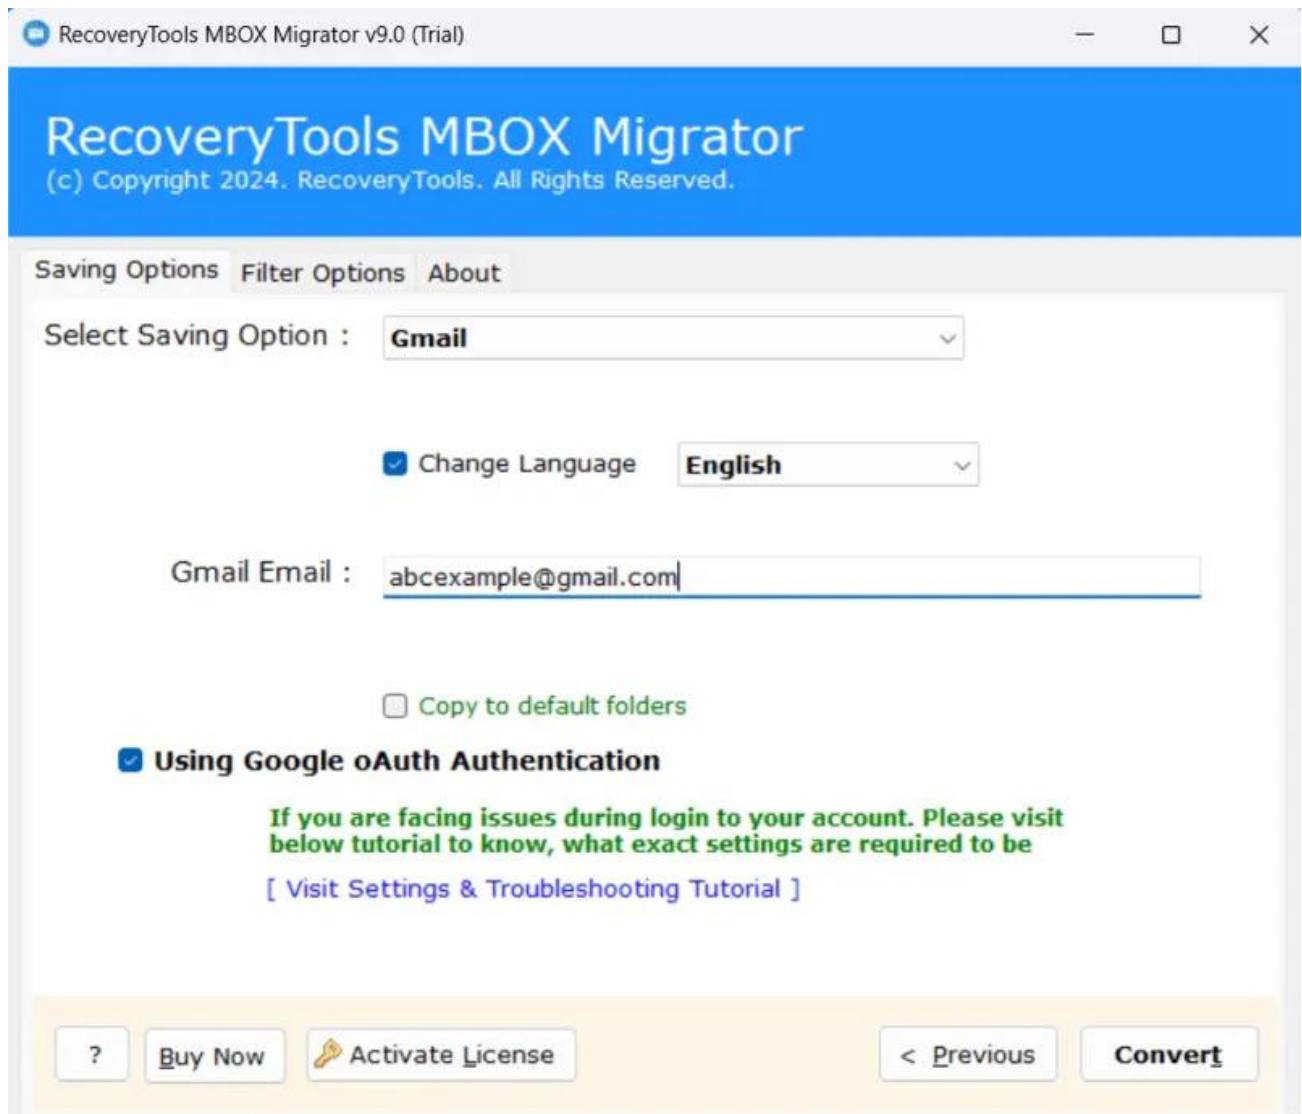 RecoveryTools MBOX Migrator v9.0 (Trial)
RecoveryTools MBOX Migrator
(c) Copyright 2024. RecoveryTools. All Rights Reserved.
Saving Options Filter Options About
Select Saving Option : Gmail
Change Language English
Gmail Email : abcexample@gmail.com
Copy to default folders
Using Google oAuth Authentication
If you are facing issues during login to your account. Please visit
below tutorial to know, what exact settings are required to be
[ Visit Settings & Troubleshooting Tutorial ]
? Buy Now Activate License < Previous Convert